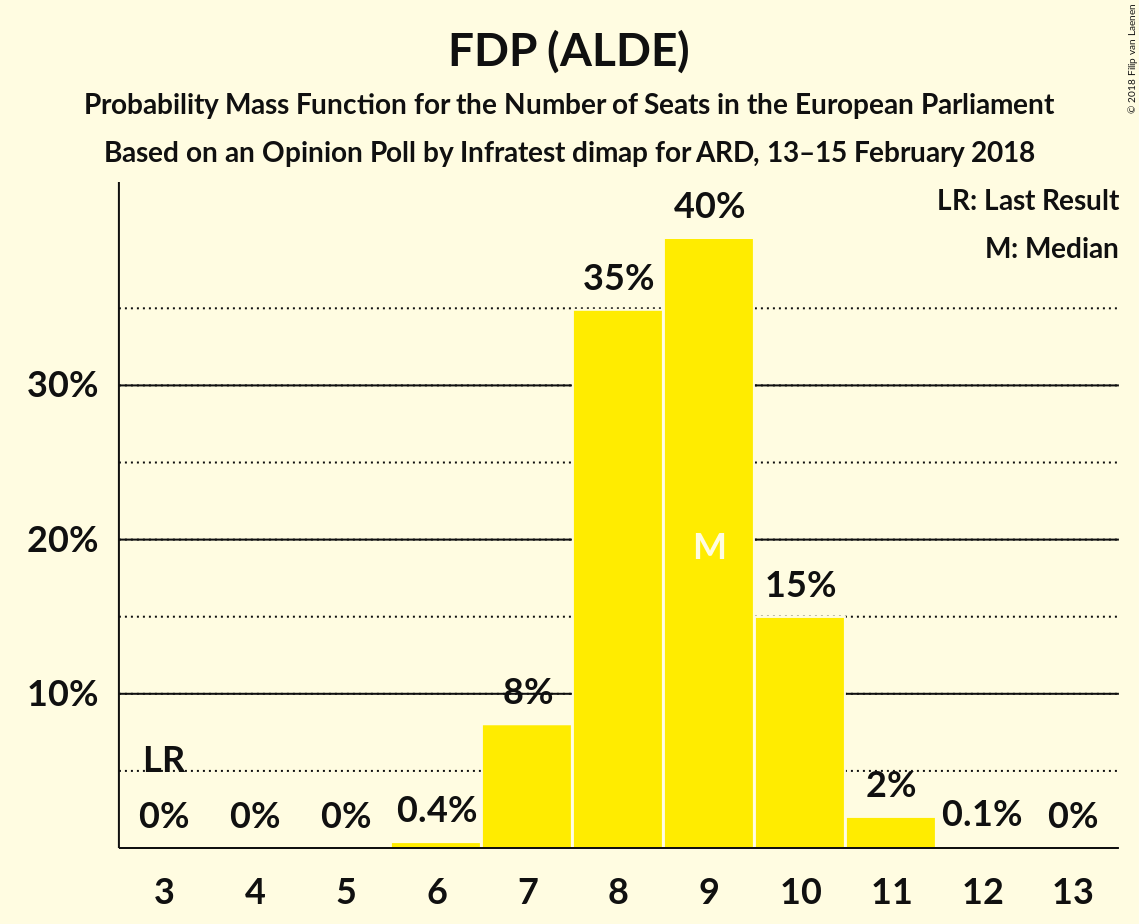 FDP (ALDE)
Probability Mass Function for the Number of Seats in the European Parliament
Based on an Opinion Poll by Infratest dimap for ARD, 13–15 February 2018
© 2018 Filip van Laenen
LR: Last Result
M: Median
40%
35%
30%
20%
M
15%
10%
8%
LR
2%
0%
0%
0%
0.4%
0.1%
0%
3 4 5 6 7 8 9 10 11 12 13